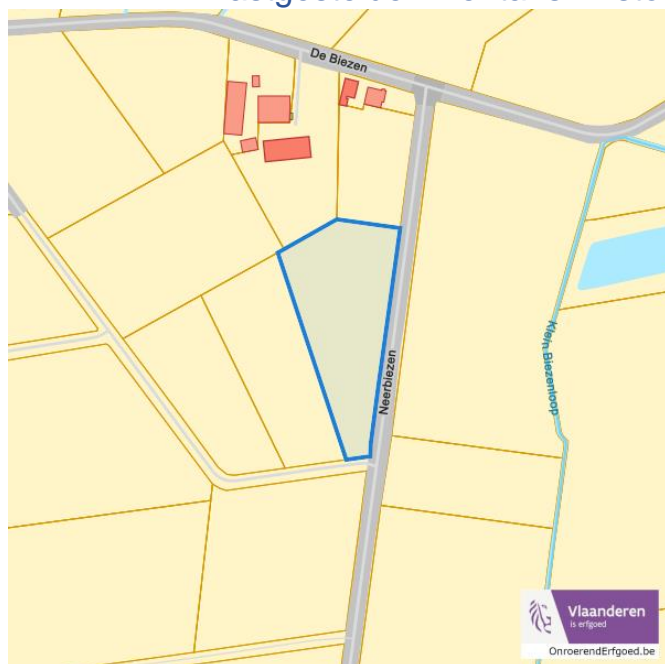 De Biezen
Neerbiezen
Klein Biezenloop
Vlaanderen
is erfgoed
OnroerendErfgoed.be